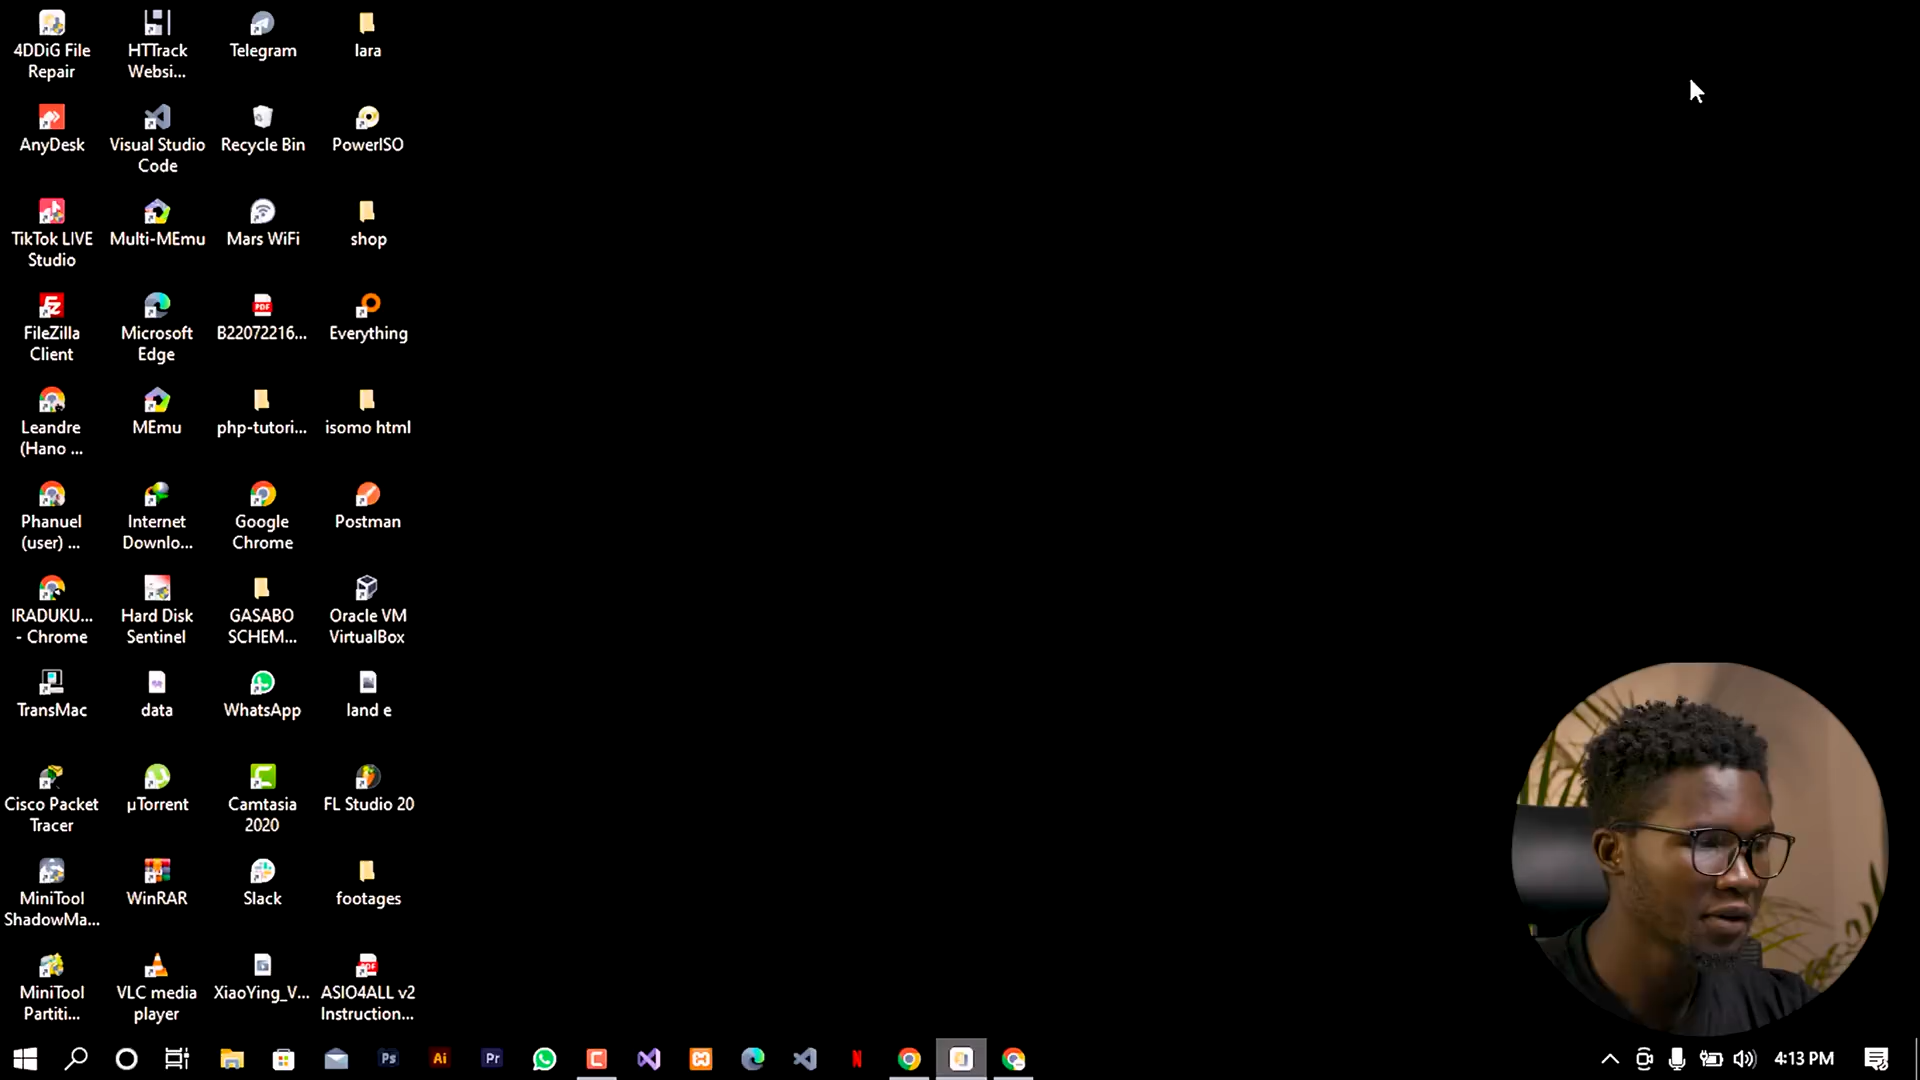 4DDiG File
Repair
HTTrack
Websi...
Telegram
lara
AnyDesk
Visual Studio
Code
Recycle Bin
PowerISO
TikTok LIVE
Studio
Multi-MEmu
Mars WiFi
shop
FileZilla
Client
Microsoft
Edge
B22072216...
Everything
Leandre
(Hano ...
MEmu
php-tutori...
isomo html
Phanuel
(user) ...
Internet
Downlo...
Google
Chrome
Postman
IRADUKU...
- Chrome
Hard Disk
Sentinel
GASABO
SCHEM...
Oracle VM
VirtualBox
TransMac
data
WhatsApp
land e
Cisco Packet
Tracer
µTorrent
Camtasia
2020
FL Studio 20
MiniTool
ShadowMa...
WinRAR
Slack
footages
MiniTool
Partiti...
VLC media
player
XiaoYing_V...
ASIO4ALL v2
Instruction...
Ps
Ai
Pr
4:13 PM